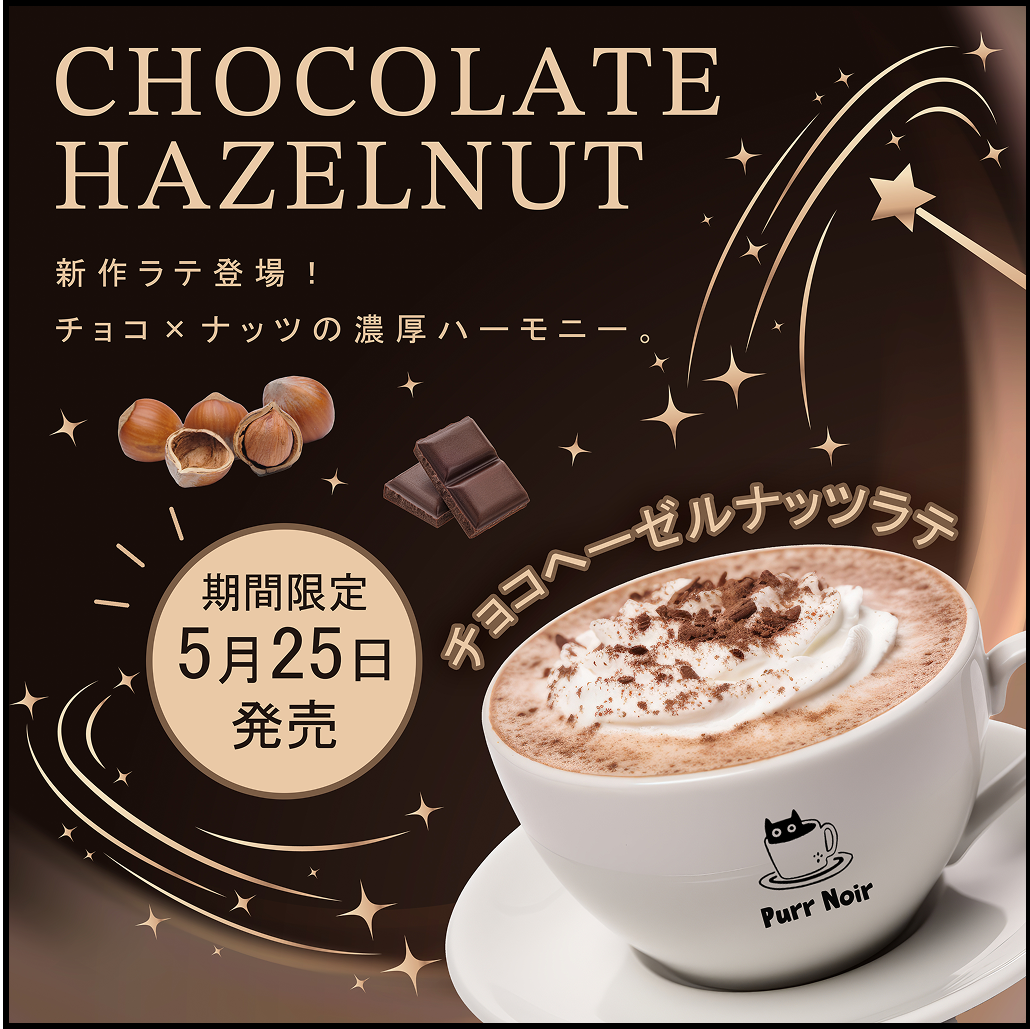 CHOCOLATE
HAZELNUT
新作ラテ登場！
チョコ×ナッツの濃厚ハーモニー。
チョコヘーゼルナッツラテ
期間限定
5月25日
発売
Purr Noir